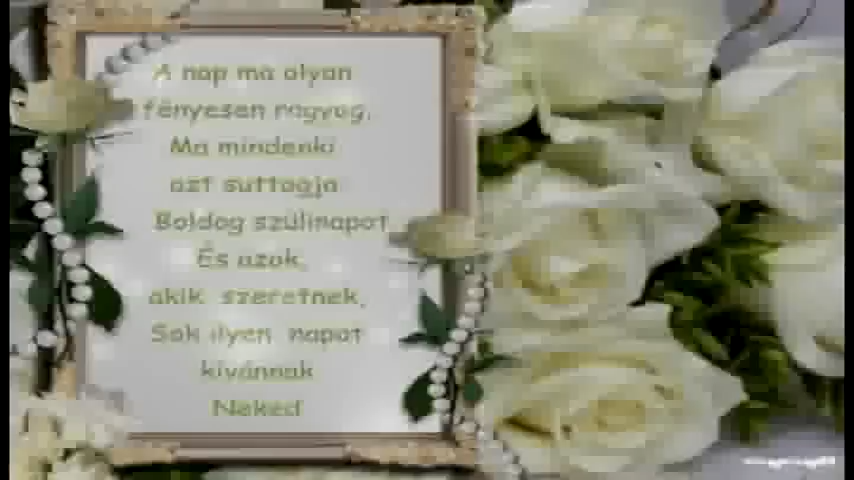 A nap ma olyan
fényesen ragyog,
Ma mindenki
azt suttogja
Boldog szülinapot
És azok,
akik szeretnek,
Sok ilyen napot
kívánnak
Neked